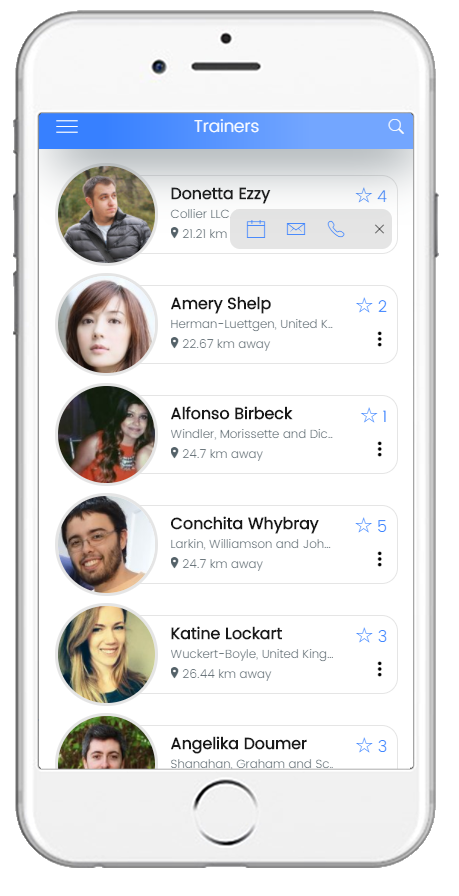 Trainers
Donetta Ezzy
4
Collier LLC
21.21 km
Amery Shelp
2
Herman-Luettgen, United K..
22.67 km away
Alfonso Birbeck
1
Windler, Morissette and Dic..
24.7 km away
Conchita Whybray
5
Larkin, Williamson and Joh...
24.7 km away
Katine Lockart
3
Wuckert-Boyle, United King..
26.44 km away
Angelika Doumer
3
Shanahan, Graham and Sc..